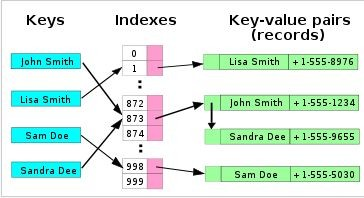 Keys
Indexes
Key-value pairs
(records)
John Smith
Lisa Smith
Sam Doe
Sandra Dee
0
1
:
872
873
874
:
998
999
Lisa Smith +1-555-8976
John Smith +1-555-1234
Sandra Dee +1-555-9655
Sam Doe +1-555-5030